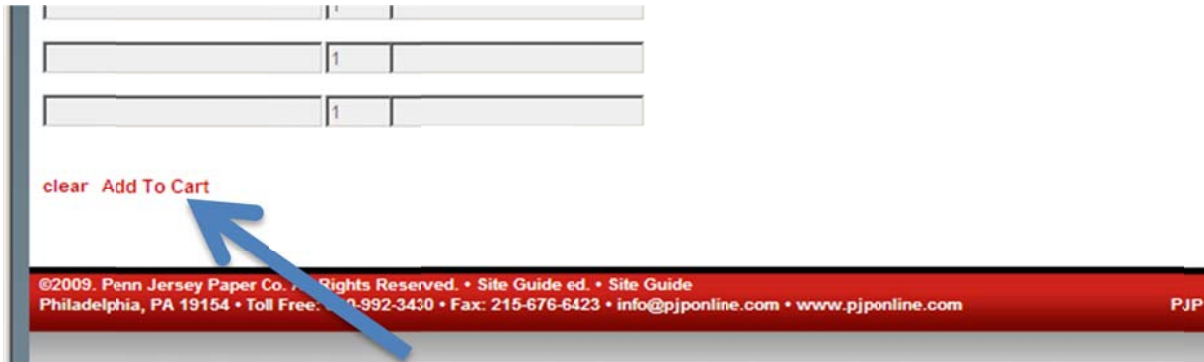 1
1
clear Add To Cart
©2009. Penn Jersey Paper Co. Rights Reserved. • Site Guide ed. • Site Guide
Philadelphia, PA 19154 • Toll Free: -992-3430 • Fax: 215-676-6423 • info@pjponline.com • www.pjponline.com
PJP